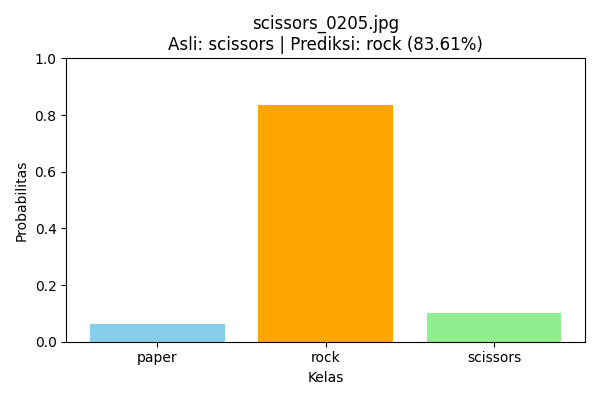 scissors_0205.jpg
Asli: scissors | Prediksi: rock (83.61%)
1.0
0.8
0.6
0.4
0.2
0.0
Probabilitas
paper
rock
scissors
Kelas